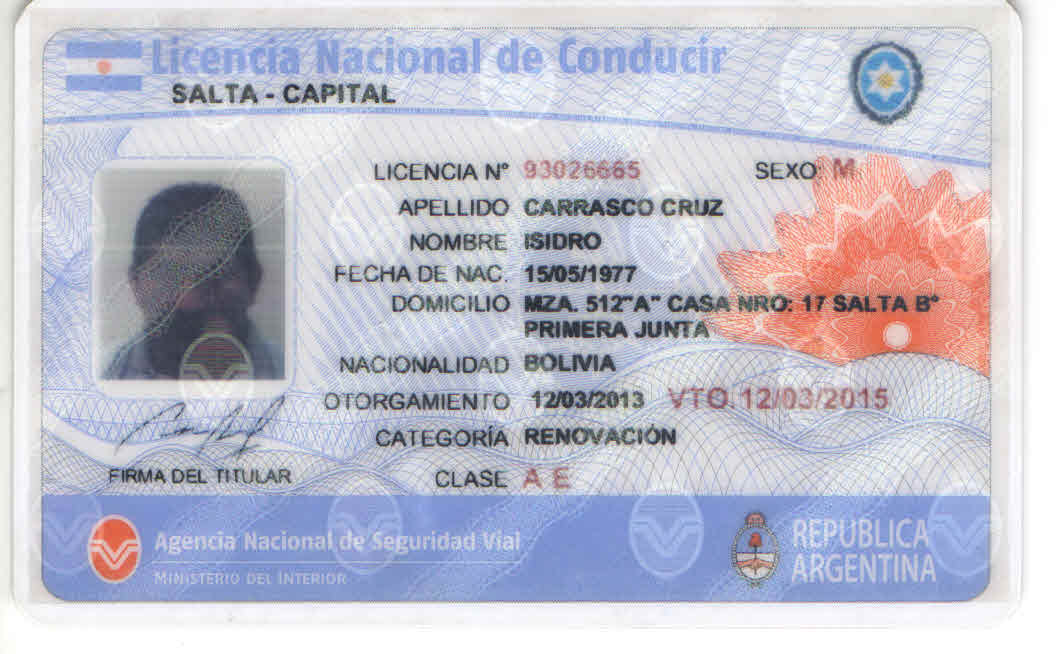 Licencia Nacional de Conducir
SALTA - CAPITAL
LICENCIA Nº 93026665 SEXO: M
APELLIDO CARRASCO CRUZ
NOMBRE ISIDRO
FECHA DE NAC. 15/05/1977
DOMICILIO MZA. 512"A" CASA NRO: 17 SALTA Bº
PRIMERA JUNTA
NACIONALIDAD BOLIVIA
OTORGAMIENTO 12/03/2013 VTO 12/03/2015
CATEGORÍA RENOVACIÓN
FIRMA DEL TITULAR
CLASE A E
Agencia Nacional de Seguridad Vial
MINISTERIO DEL INTERIOR
REPUBLICA
ARGENTINA